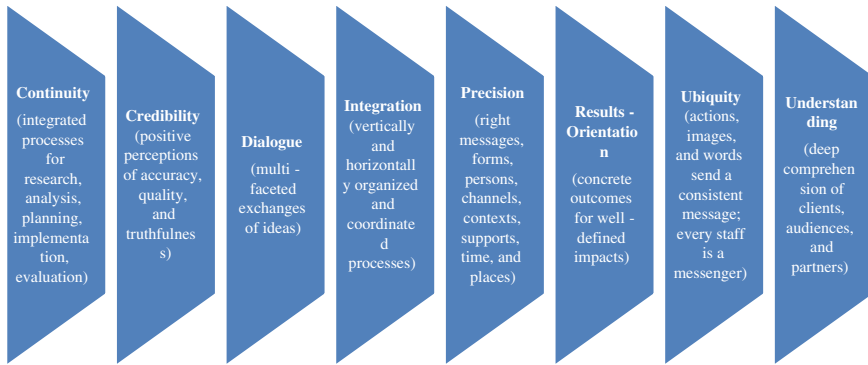 Continuity
(integrated
processes
for
research,
analysis,
planning,
implementa
tion,
evaluation)
Credibility
(positive
perceptions
of accuracy,
quality,
and
truthfulnes
s)
Dialogue
(multi -
faceted
exchanges
of ideas)
Integration
(vertically
and
horizontall
y organized
and
coordinate
d
processes)
Precision
(right
messages,
forms,
persons,
channels,
contexts,
supports,
time, and
places)
Results -
Orientatio
n
(concrete
outcomes
for well -
defined
impacts)
Ubiquity
(actions,
images,
and words
send a
consistent
message;
every staff
is a
messenger)
Understan
ding
(deep
comprehen
sion of
clients,
audiences,
and
partners)